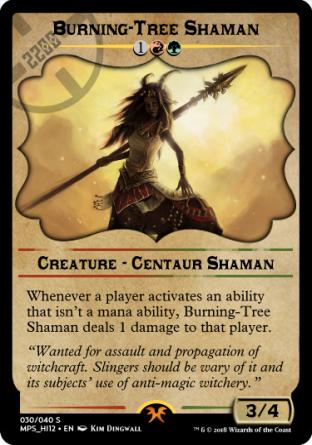 Burning-Tree Shaman
1
2200
Creature - Centaur Shaman
Whenever a player activates an ability
that isn't a mana ability, Burning-Tree
Shaman deals 1 damage to that player.
"Wanted for assault and propagation of
witchcraft. Slingers should be wary of it and
its subjects' use of anti-magic witchery."
3/4
030/040 S
MPS_HI12 • EN Kim Dingwall
™ & © 2018 Wizards of the Coast